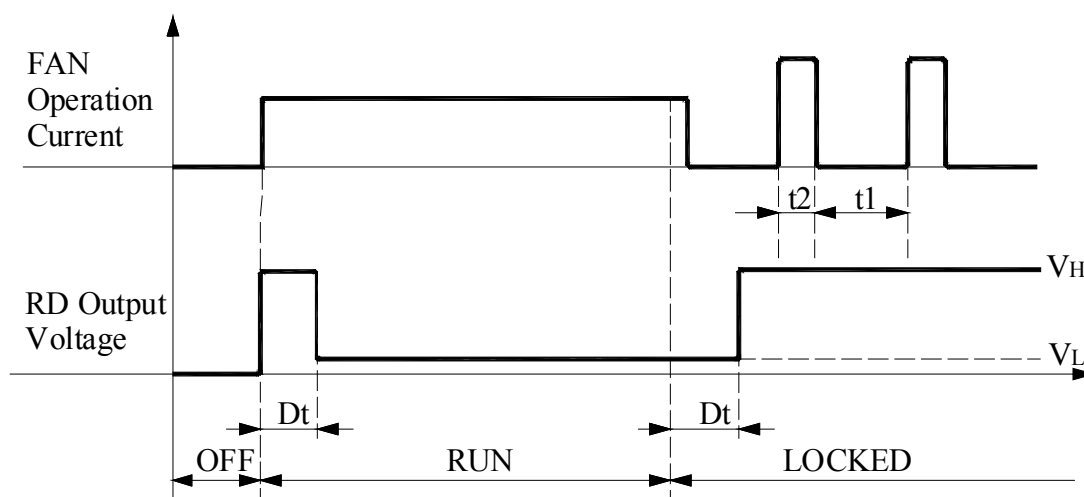 FAN
Operation
Current
t2
t1
VH
RD Output
Voltage
VL
Dt
Dt
OFF
RUN
LOCKED